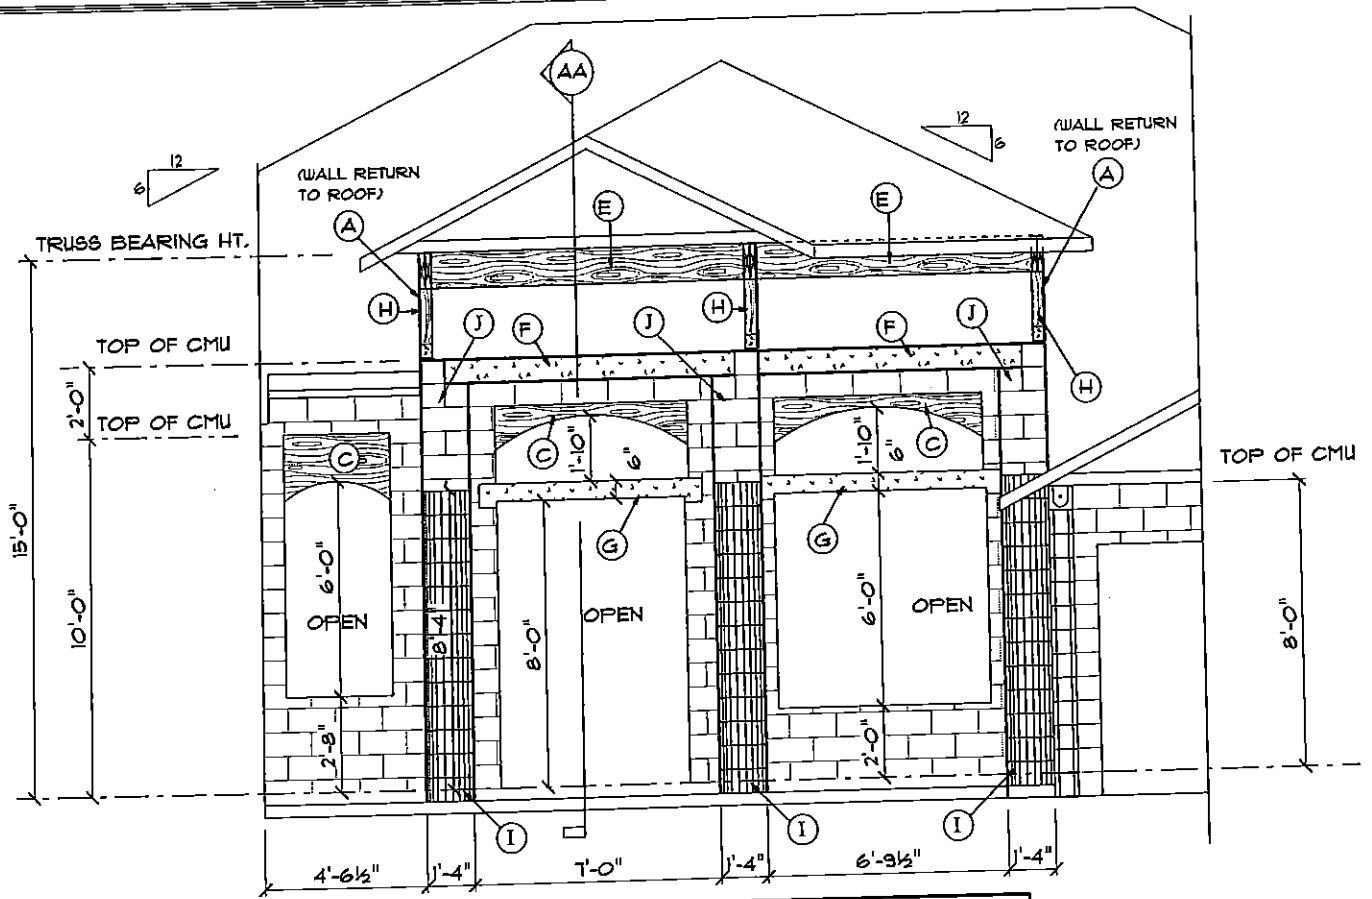 AA
12
6
12
6
(WALL RETURN
TO ROOF)
A
(WALL RETURN
TO ROOF)
A
E
E
TRUSS BEARING HT.
H
H
H
J
F
J
F
J
TOP OF CMU
2'-0"
TOP OF CMU
C
C
1'-10"
6"
C
1'-10"
6"
TOP OF CMU
G
G
15'-0"
10'-0"
6'-0"
OPEN
8'-4"
8'-0"
OPEN
6'-0"
OPEN
8'-0"
2'-8"
2'-0"
I
I
I
4'-6½"
1'-4"
7'-0"
1'-4"
6'-9½"
1'-4"